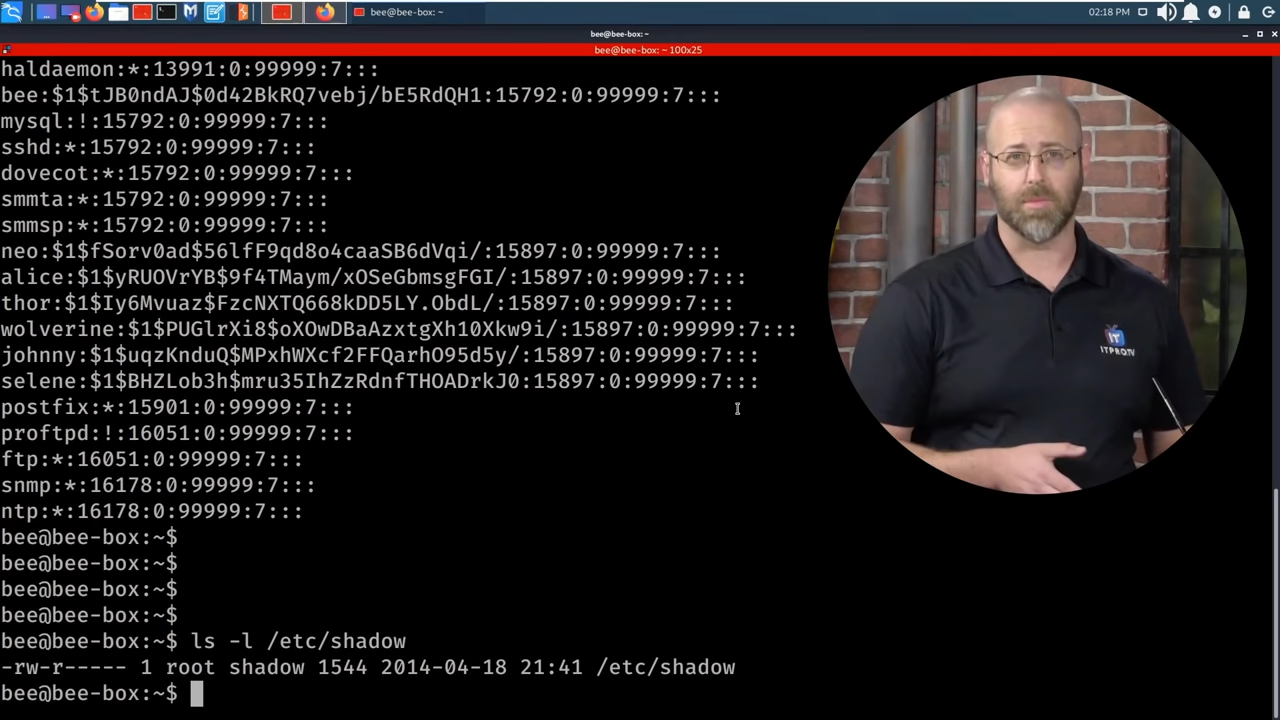 bee@bee-box: ~
02:18 PM
bee@bee-box: ~
bee@bee-box: ~ 100x25
haldaemon:*:13991:0:99999:7:::
bee:$1$tJB0ndAJ$0d42BkRQ7vebj/bE5RdQH1:15792:0:99999:7:::
mysql:!:15792:0:99999:7:::
sshd:*:15792:0:99999:7:::
dovecot:*:15792:0:99999:7:::
smmta:*:15792:0:99999:7:::
smmsp:*:15792:0:99999:7:::
neo:$1$fSorv0ad$56lfF9qd8o4caaSB6dVqi/:15897:0:99999:7:::
alice:$1$yRUOVrYB$9f4TMaym/xOSeGbmsgFGI/:15897:0:99999:7:::
thor:$1$Iy6Mvuaz$FzcNXTQ668kDD5LY.ObdL/:15897:0:99999:7:::
wolverine:$1$PUGlrXi8$oXOwDBaAzxtgXh10Xkw9i/:15897:0:99999:7:::
johnny:$1$uqzKnduQ$MPxhWXcf2FFQarhO95d5y/:15897:0:99999:7:::
selene:$1$BHZLob3h$mru35IhZzRdnfTHOADrkJ0:15897:0:99999:7:::
postfix:*:15901:0:99999:7:::
proftpd:!:16051:0:99999:7:::
ftp:*:16051:0:99999:7:::
snmp:*:16178:0:99999:7:::
ntp:*:16178:0:99999:7:::
bee@bee-box:~$
bee@bee-box:~$
bee@bee-box:~$
bee@bee-box:~$
bee@bee-box:~$ ls -l /etc/shadow
-rw-r----- 1 root shadow 1544 2014-04-18 21:41 /etc/shadow
bee@bee-box:~$
IT
ITPROTV